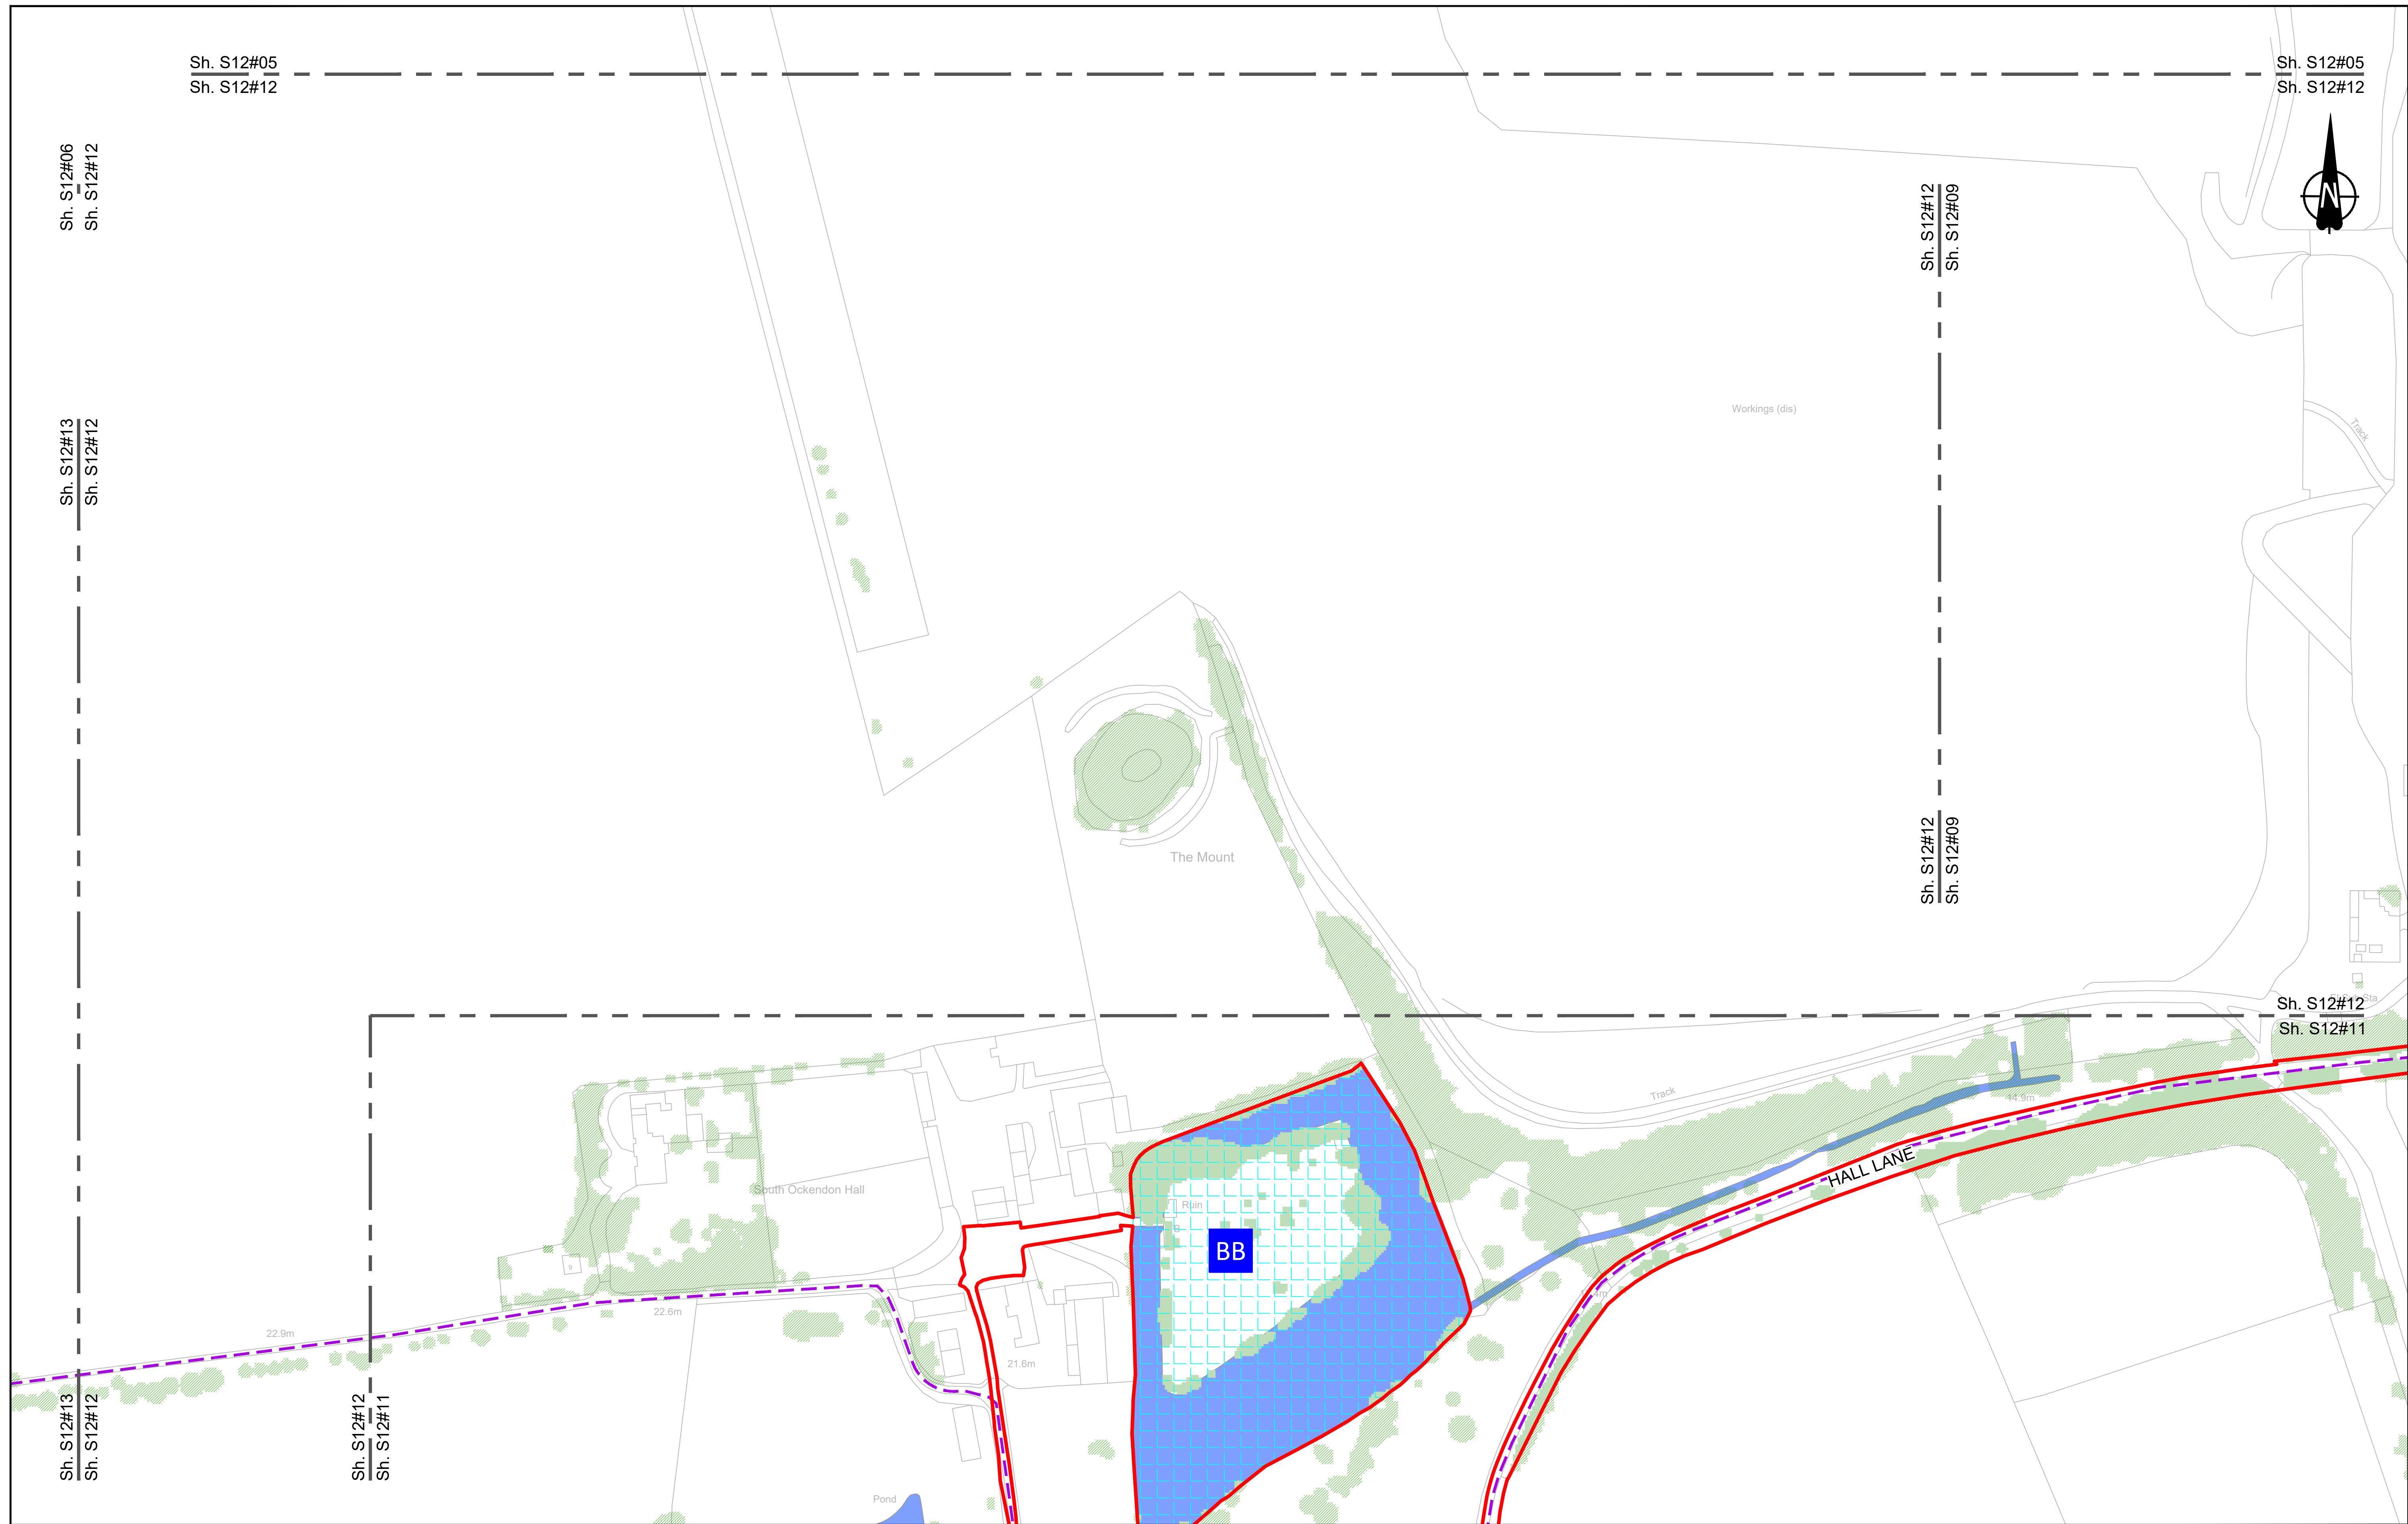 Sh. S12#05
Sh. S12#12
Sh. S12#05
Sh. S12#12
Sh. S12#06
Sh. S12#12
N
Sh. S12#12
Sh. S12#09
Workings (dis)
Track
Sh. S12#13
Sh. S12#12
The Mount
Sh. S12#12
Sh. S12#09
Sta
Sh. S12#12
Sh. S12#11
Track
14.9m
HALL LANE
South Ockendon Hall
Ruin
BB
22.6m
22.9m
21.6m
Sh. S12#13
Sh. S12#12
Sh. S12#12
Sh. S12#11
Pond